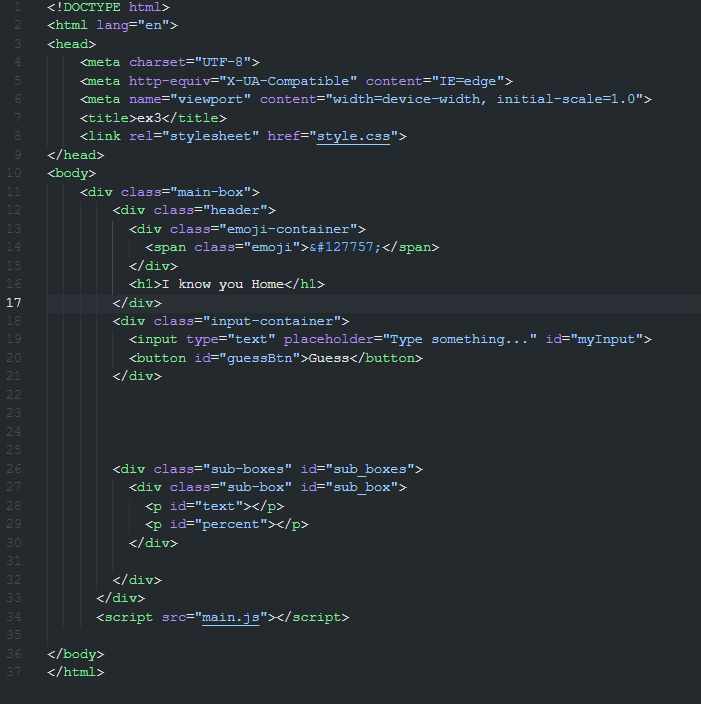 1 <!DOCTYPE html>
2 <html lang="en">
3 <head>
4 <meta charset="UTF-8">
5 <meta http-equiv="X-UA-Compatible" content="IE=edge">
6 <meta name="viewport" content="width=device-width, initial-scale=1.0">
7 <title>ex3</title>
8 <link rel="stylesheet" href="style.css">
9 </head>
10 <body>
11 <div class="main-box">
12 <div class="header">
13 <div class="emoji-container">
14 <span class="emoji">&#127757;</span>
15 </div>
16 <h1>I know you Home</h1>
17 </div>
18 <div class="input-container">
19 <input type="text" placeholder="Type something..." id="myInput">
20 <button id="guessBtn">Guess</button>
21 </div>
22
23
24
25
26 <div class="sub-boxes" id="sub_boxes">
27 <div class="sub-box" id="sub_box">
28 <p id="text"></p>
29 <p id="percent"></p>
30 </div>
31
32 </div>
33 </div>
34 <script src="main.js"></script>
35
36 </body>
37 </html>